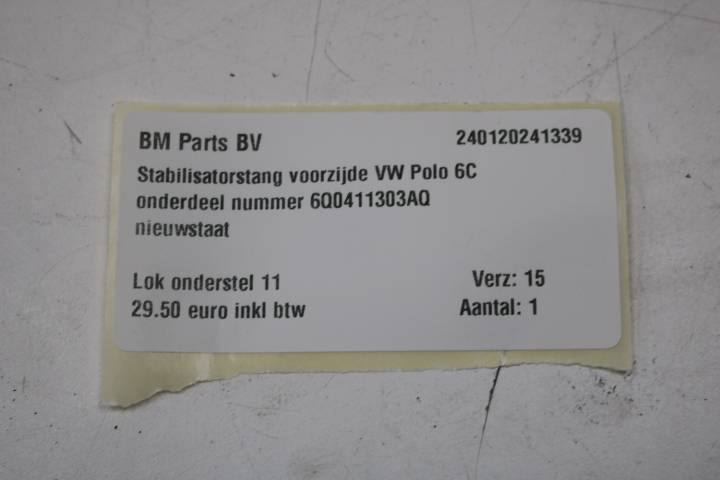 BM Parts BV 240120241339
Stabilisatorstang voorzijde VW Polo 6C
onderdeel nummer 6Q0411303AQ
nieuwstaat
Lok onderstel 11 Verz: 15
29.50 euro inkl btw Aantal: 1